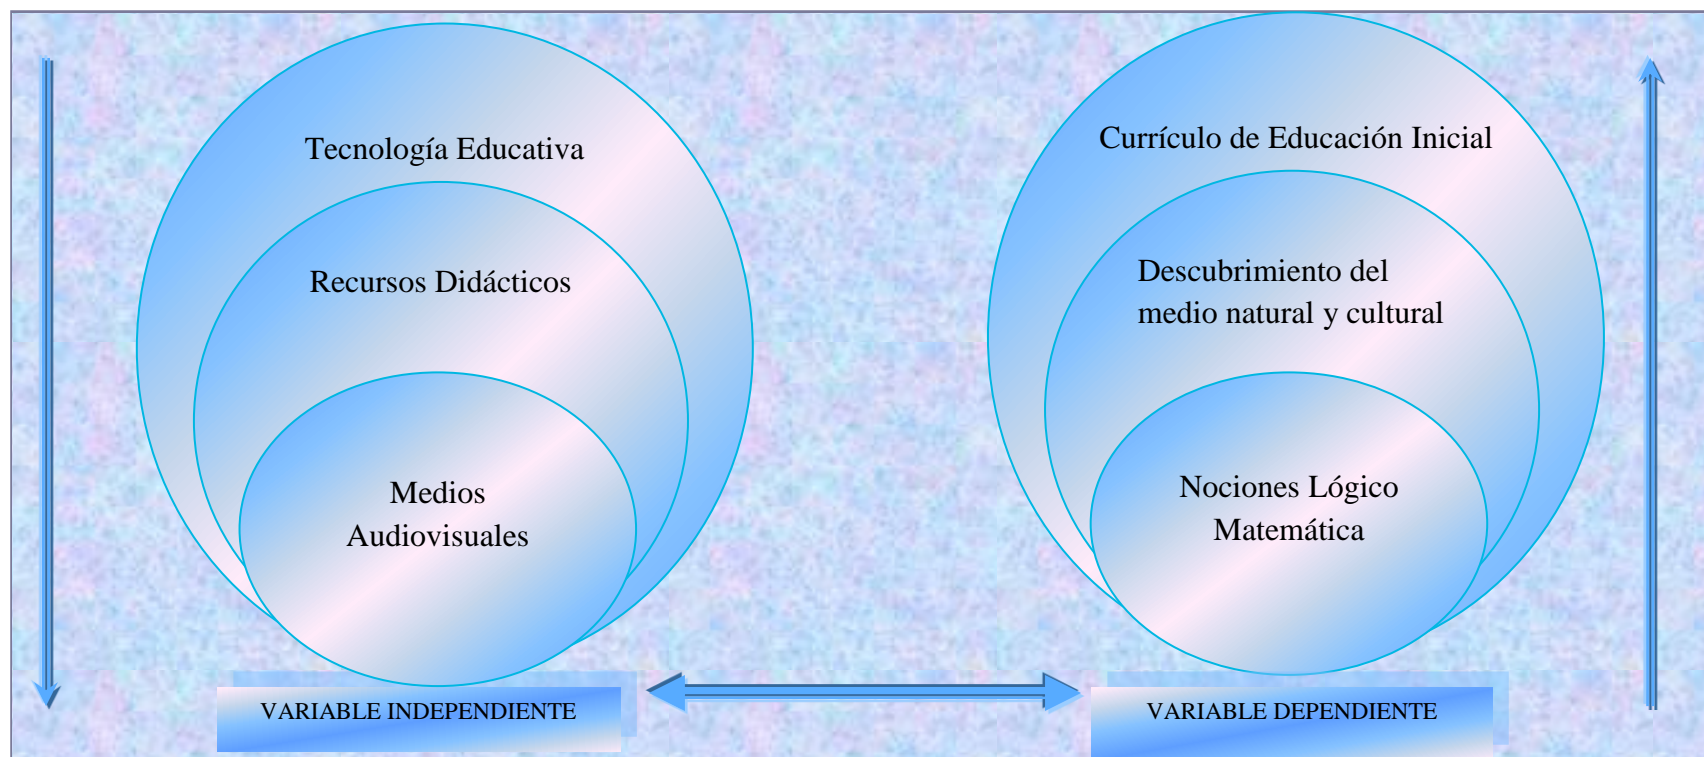 Tecnología Educativa
Recursos Didácticos
Medios
Audiovisuales
VARIABLE INDEPENDIENTE
Currículo de Educación Inicial
Descubrimiento del
medio natural y cultural
Nociones Lógico
Matemática
VARIABLE DEPENDIENTE